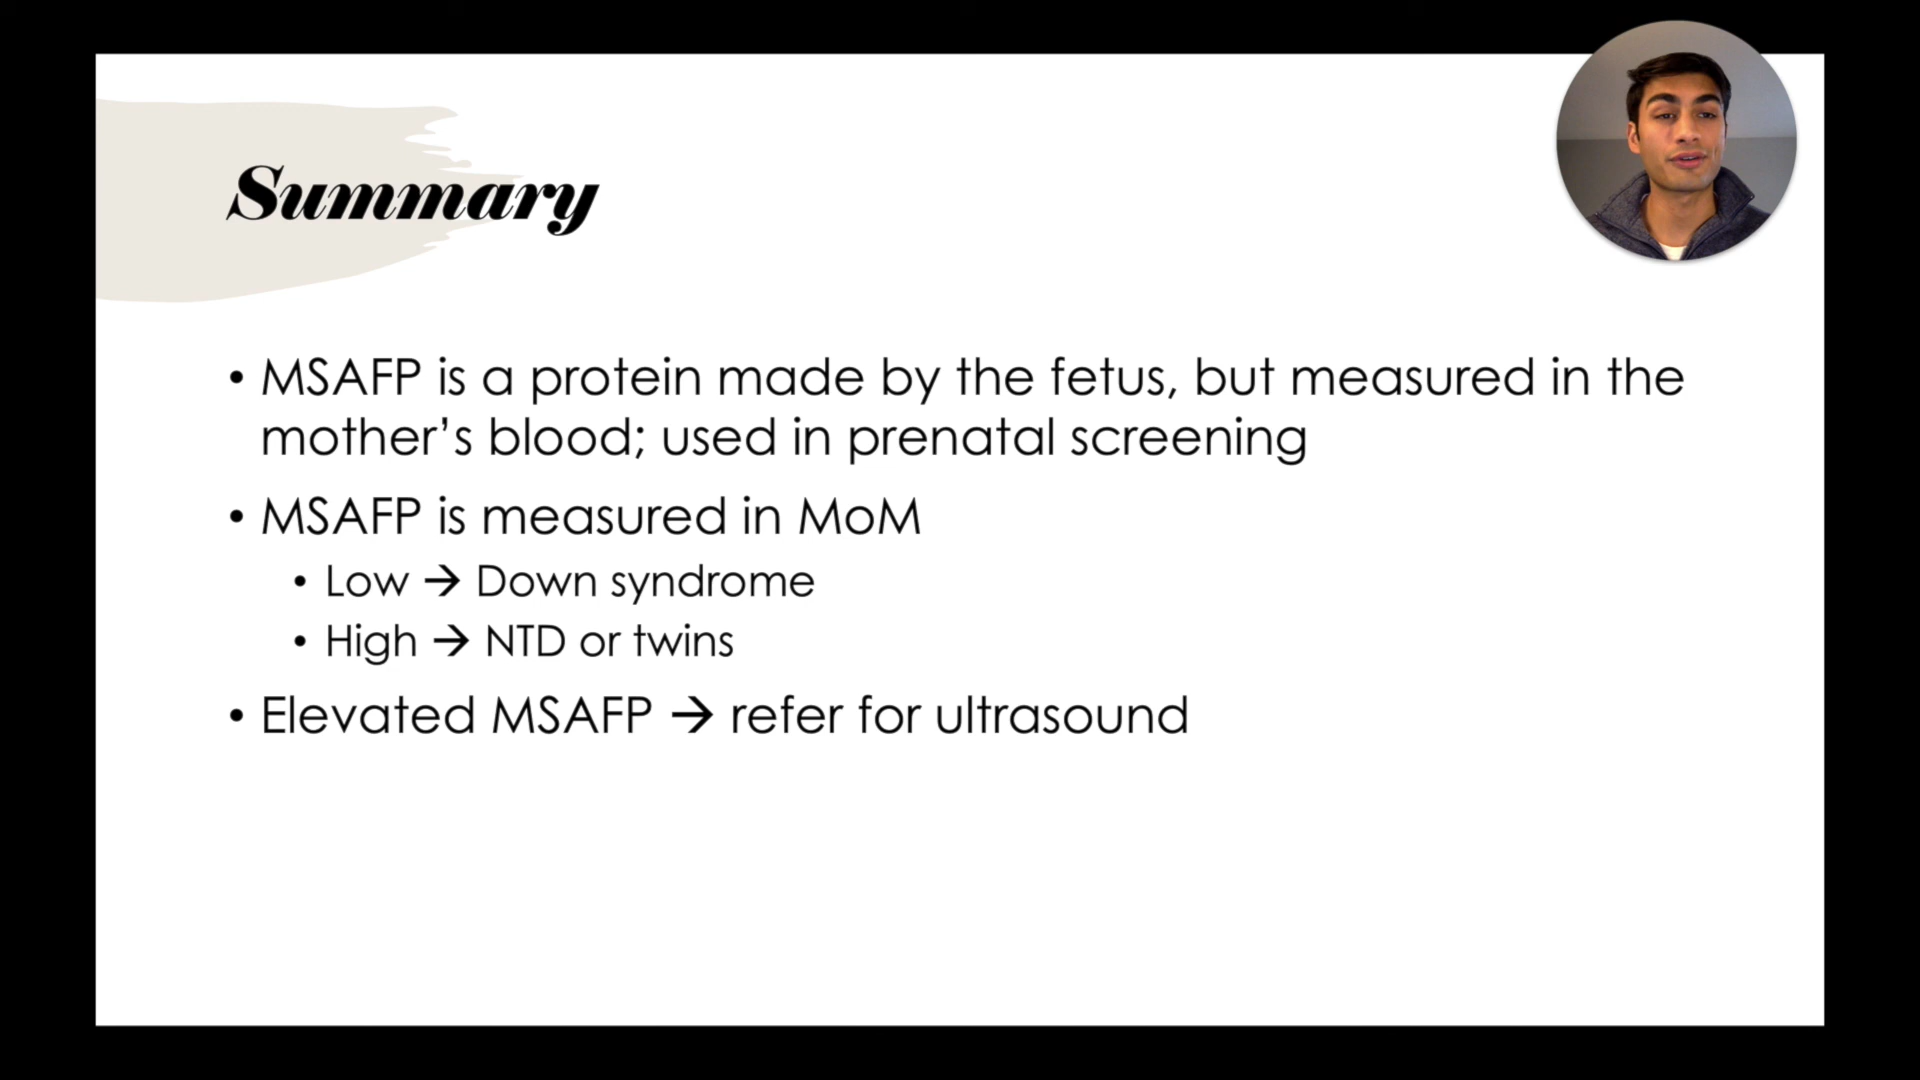 Summary
• MSAFP is a protein made by the fetus, but measured in the
mother’s blood; used in prenatal screening
• MSAFP is measured in MoM
• Low → Down syndrome
• High → NTD or twins
• Elevated MSAFP → refer for ultrasound